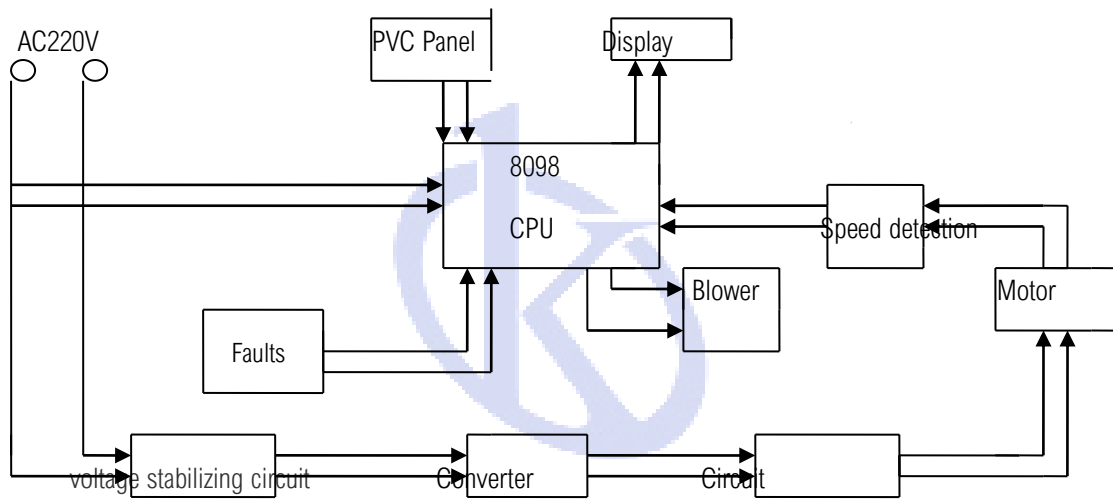 AC220V
PVC Panel
Display
8098
CPU
Speed detection
Blower
Motor
Faults
voltage stabilizing circuit
Converter
Circuit